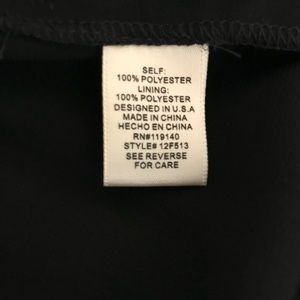 SELF:
100% POLYESTER
LINING:
100% POLYESTER
DESIGNED IN U.S.A
MADE IN CHINA
HECHO EN CHINA
RN#119140
STYLE# 12F513
SEE REVERSE
FOR CARE